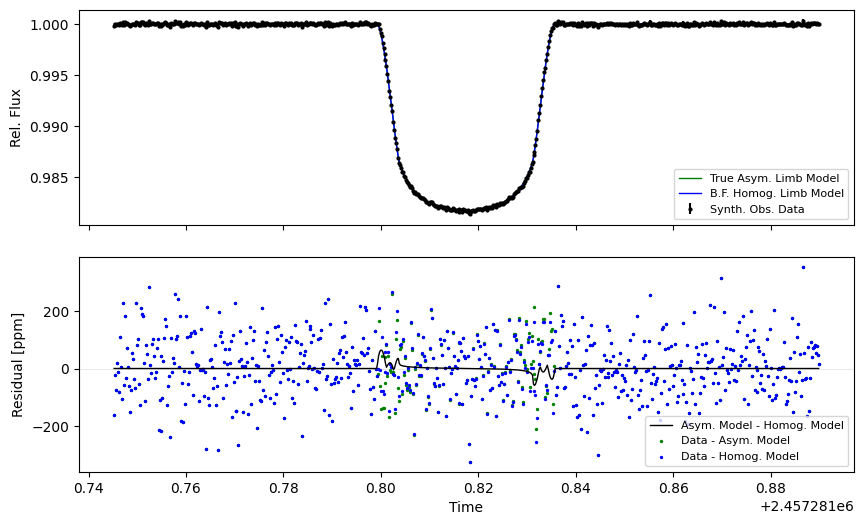 1.000
0.995
0.990
0.985
Rel. Flux
True Asym. Limb Model
B.F. Homog. Limb Model
Synth. Obs. Data
200
0
−200
Residual [ppm]
Asym. Model - Homog. Model
Data - Asym. Model
Data - Homog. Model
0.74 0.76 0.78 0.80 0.82 0.84 0.86 0.88
Time
+2.457281e6